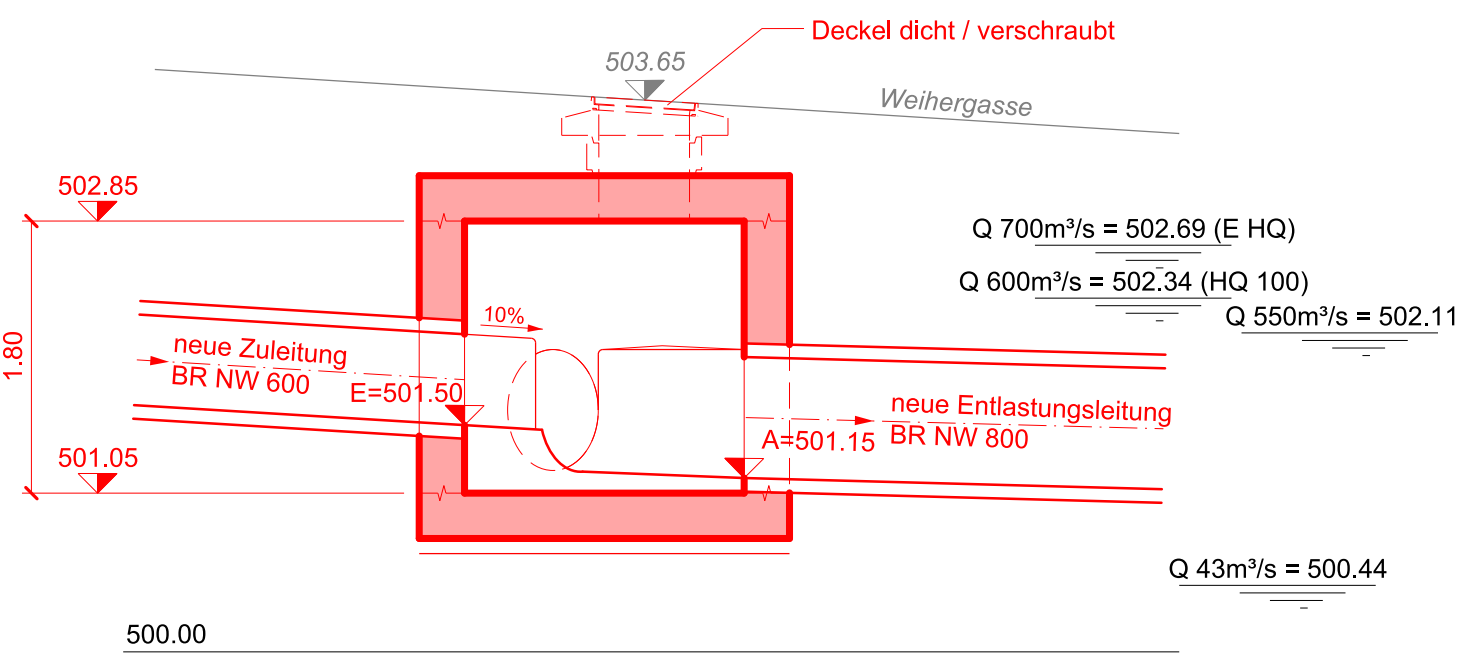 Deckel dicht / verschraubt
503.65
Weihergasse
502.85
Q 700m³/s = 502.69 (E HQ)
Q 600m³/s = 502.34 (HQ 100)
Q 550m³/s = 502.11
10%
1.80
neue Zuleitung
BR NW 600
E=501.50
neue Entlastungsleitung
BR NW 800
A=501.15
501.05
Q 43m³/s = 500.44
500.00